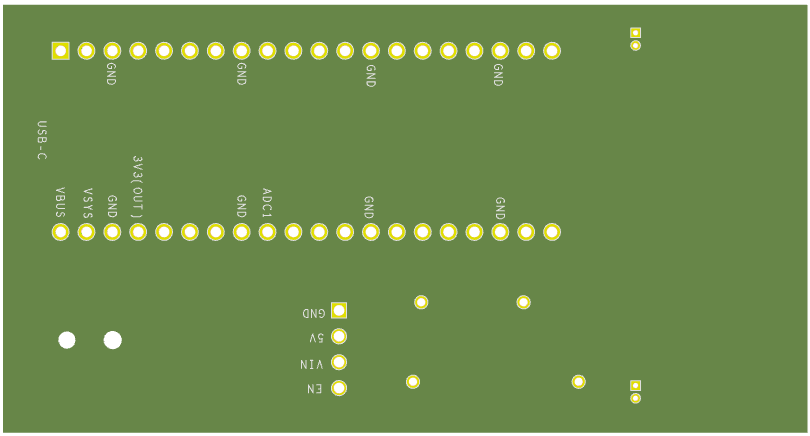 GND GND GND GND
USB-C
VBUS VSYS GND 3V3(OUT) GND ADC1 GND GND
GND
5V
VIN
EN